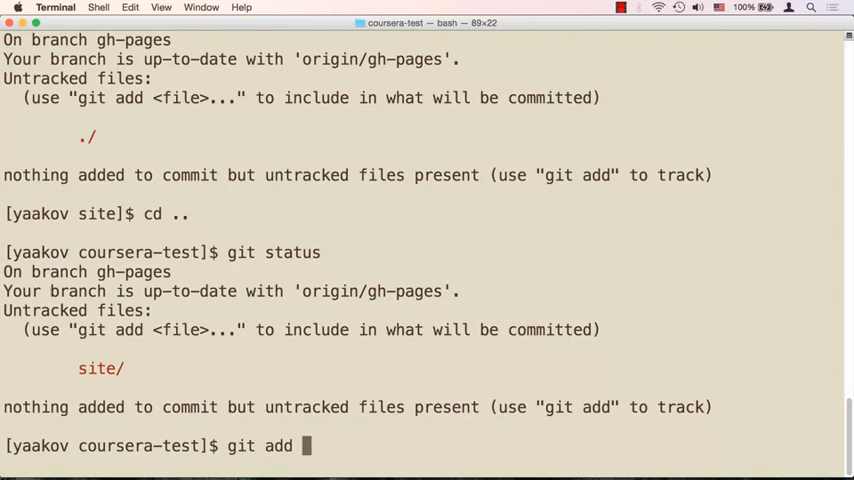 Terminal Shell Edit View Window Help 100%
coursera-test — bash — 89×22
On branch gh-pages
Your branch is up-to-date with 'origin/gh-pages'.
Untracked files:
(use "git add <file>..." to include in what will be committed)
./
nothing added to commit but untracked files present (use "git add" to track)
[yaakov site]$ cd ..
[yaakov coursera-test]$ git status
On branch gh-pages
Your branch is up-to-date with 'origin/gh-pages'.
Untracked files:
(use "git add <file>..." to include in what will be committed)
site/
nothing added to commit but untracked files present (use "git add" to track)
[yaakov coursera-test]$ git add